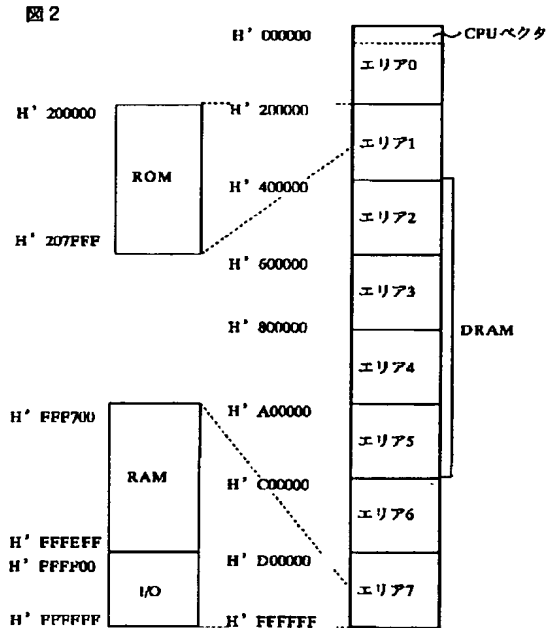 図2
H' 000000
CPUベクタ
エリア0
H' 200000
H' 200000
エリア1
ROM
H' 400000
エリア2
H' 207FFF
H' 600000
エリア3
H' 800000
DRAM
エリア4
H' FFF700
H' A00000
エリア5
RAM
H' C00000
エリア6
H' FFFEFF
H' FFFF00
H' D00000
I/O
エリア7
H' FFFFFF
H' FFFFFF